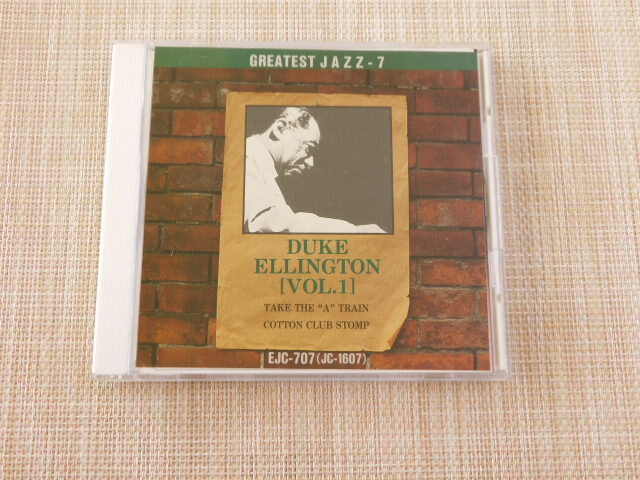 GREATEST JAZZ-7
DUKE
ELLINGTON
[VOL.1]
TAKE THE "A" TRAIN
COTTON CLUB STOMP
EJC-707(JC-1607)